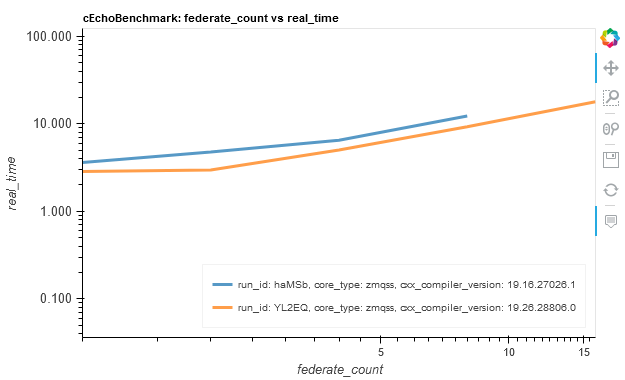 cEchoBenchmark: federate_count vs real_time
100.000
10.000
1.000
0.100
real_time
run_id: haMSb, core_type: zmqss, cxx_compiler_version: 19.16.27026.1
run_id: YL2EQ, core_type: zmqss, cxx_compiler_version: 19.26.28806.0
5
10
15
federate_count